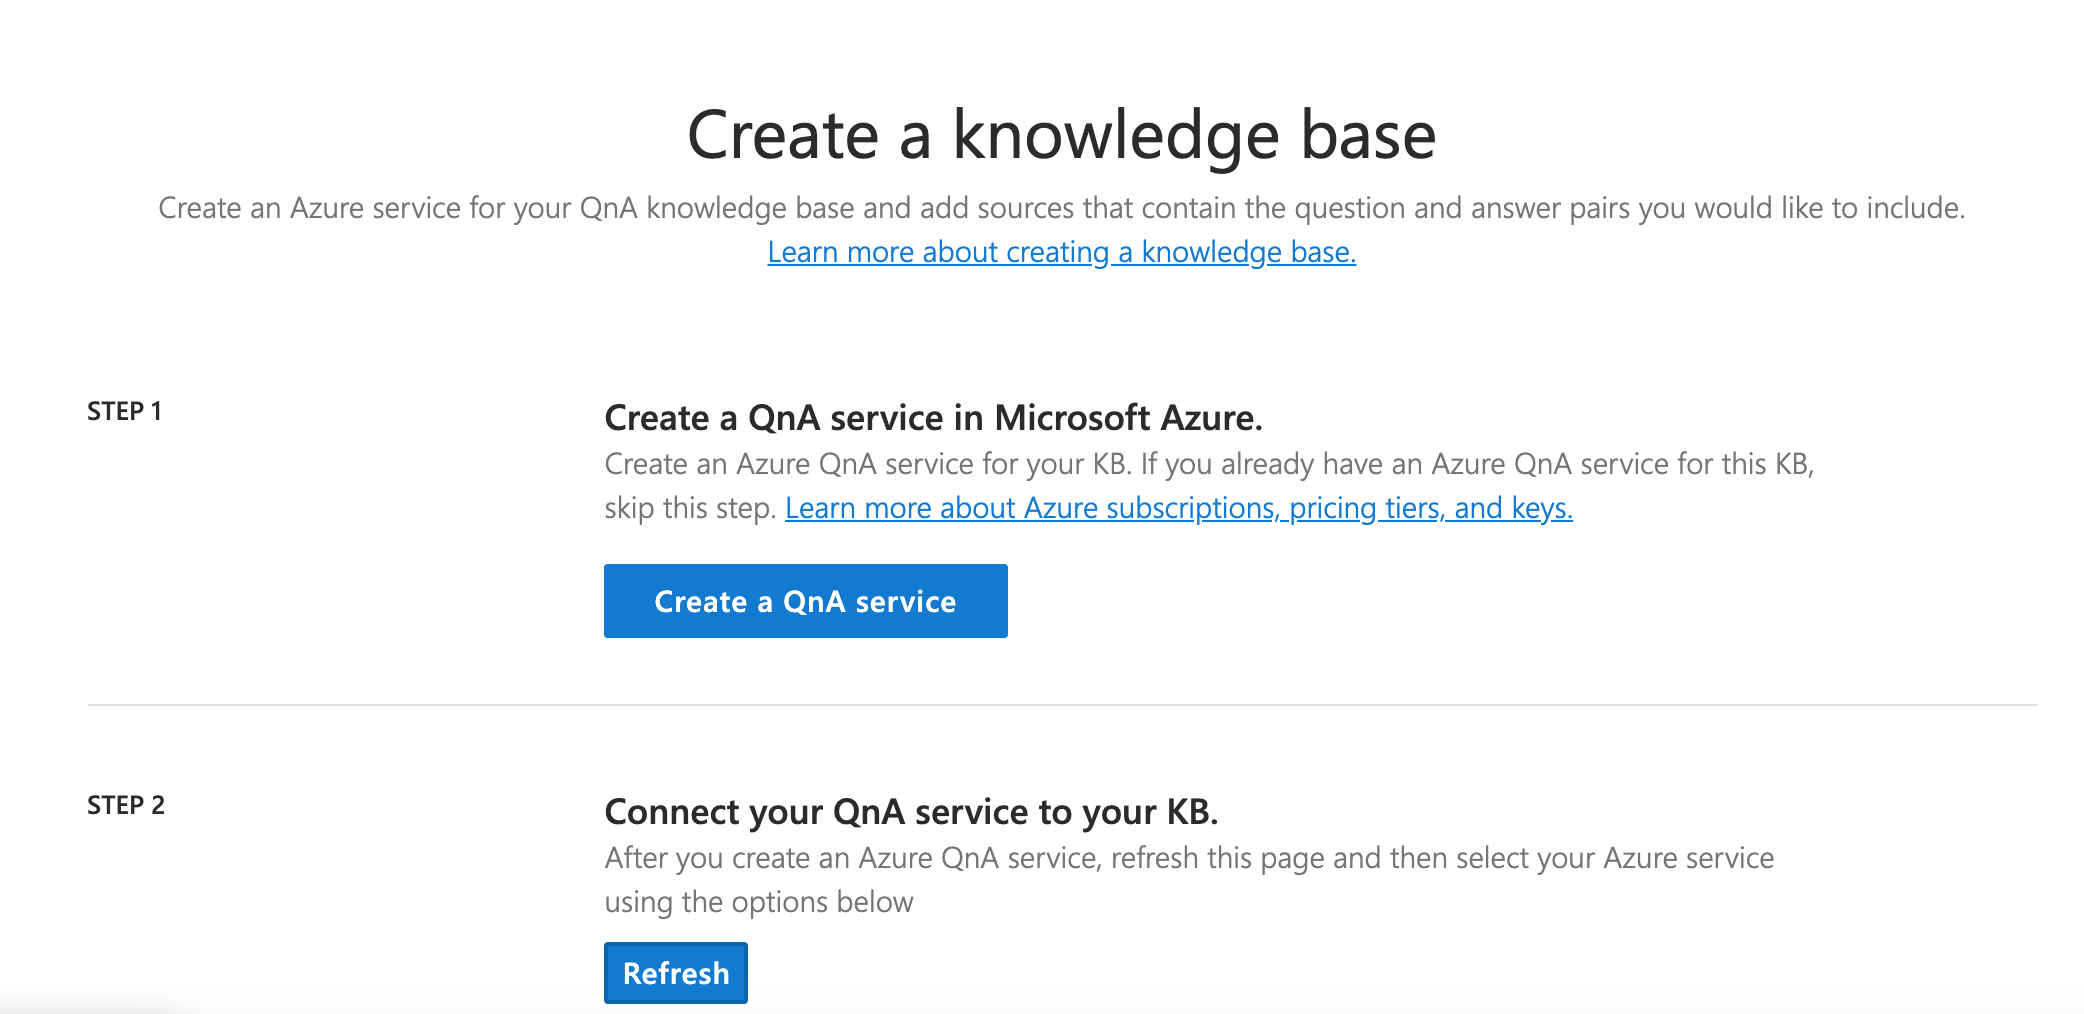 Create a knowledge base
Create an Azure service for your QnA knowledge base and add sources that contain the question and answer pairs you would like to include.
Learn more about creating a knowledge base.
STEP 1
Create a QnA service in Microsoft Azure.
Create an Azure QnA service for your KB. If you already have an Azure QnA service for this KB,
skip this step. Learn more about Azure subscriptions, pricing tiers, and keys.
Create a QnA service
STEP 2
Connect your QnA service to your KB.
After you create an Azure QnA service, refresh this page and then select your Azure service
using the options below
Refresh